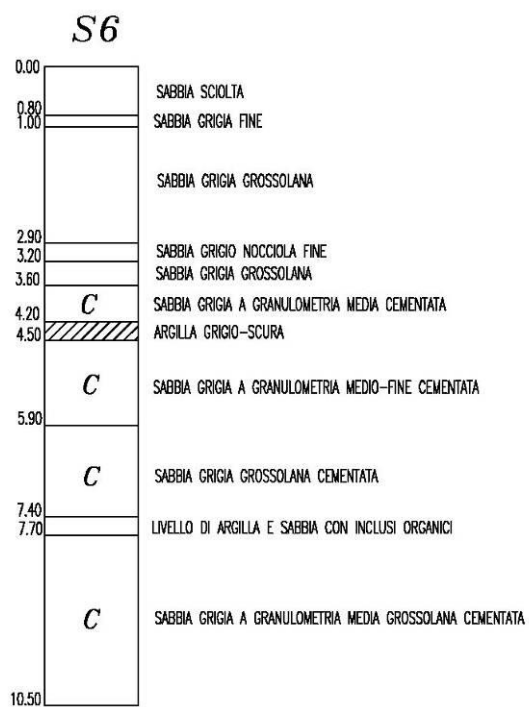 S6
0.00
SABBIA SCIOLTA
0.80
1.00
SABBIA GRIGIA FINE
SABBIA GRIGIA GROSSOLANA
2.90
SABBIA GRIGIO NOCCIOLA FINE
3.20
SABBIA GRIGIA GROSSOLANA
3.60
C SABBIA GRIGIA A GRANULOMETRIA MEDIA CEMENTATA
4.20
ARGILLA GRIGIO-SCURA
4.50
C SABBIA GRIGIA A GRANULOMETRIA MEDIO-FINE CEMENTATA
5.90
C SABBIA GRIGIA GROSSOLANA CEMENTATA
7.40
LIVELLO DI ARGILLA E SABBIA CON INCLUSI ORGANICI
7.70
C SABBIA GRIGIA A GRANULOMETRIA MEDIA GROSSOLANA CEMENTATA
10.50